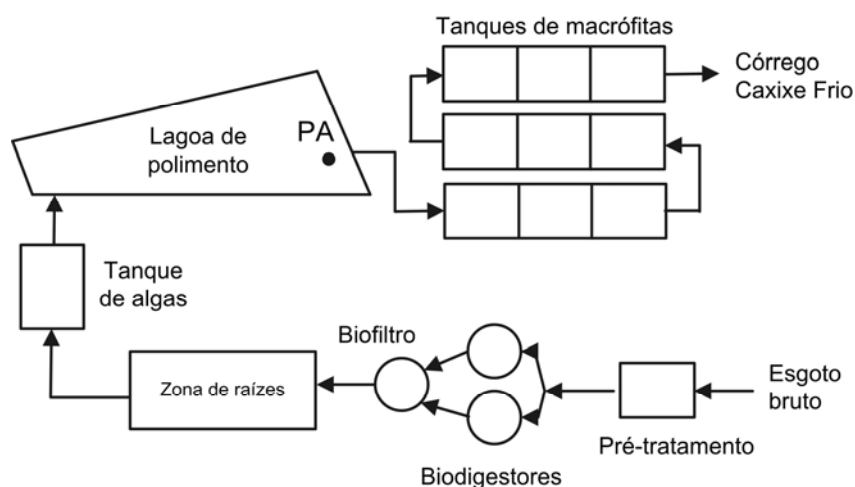 Tanques de macrófitas
Córrego
Caxixe Frio
Lagoa de
polimento
PA
Tanque
de algas
Biofiltro
Zona de raízes
Esgoto
bruto
Pré-tratamento
Biodigestores